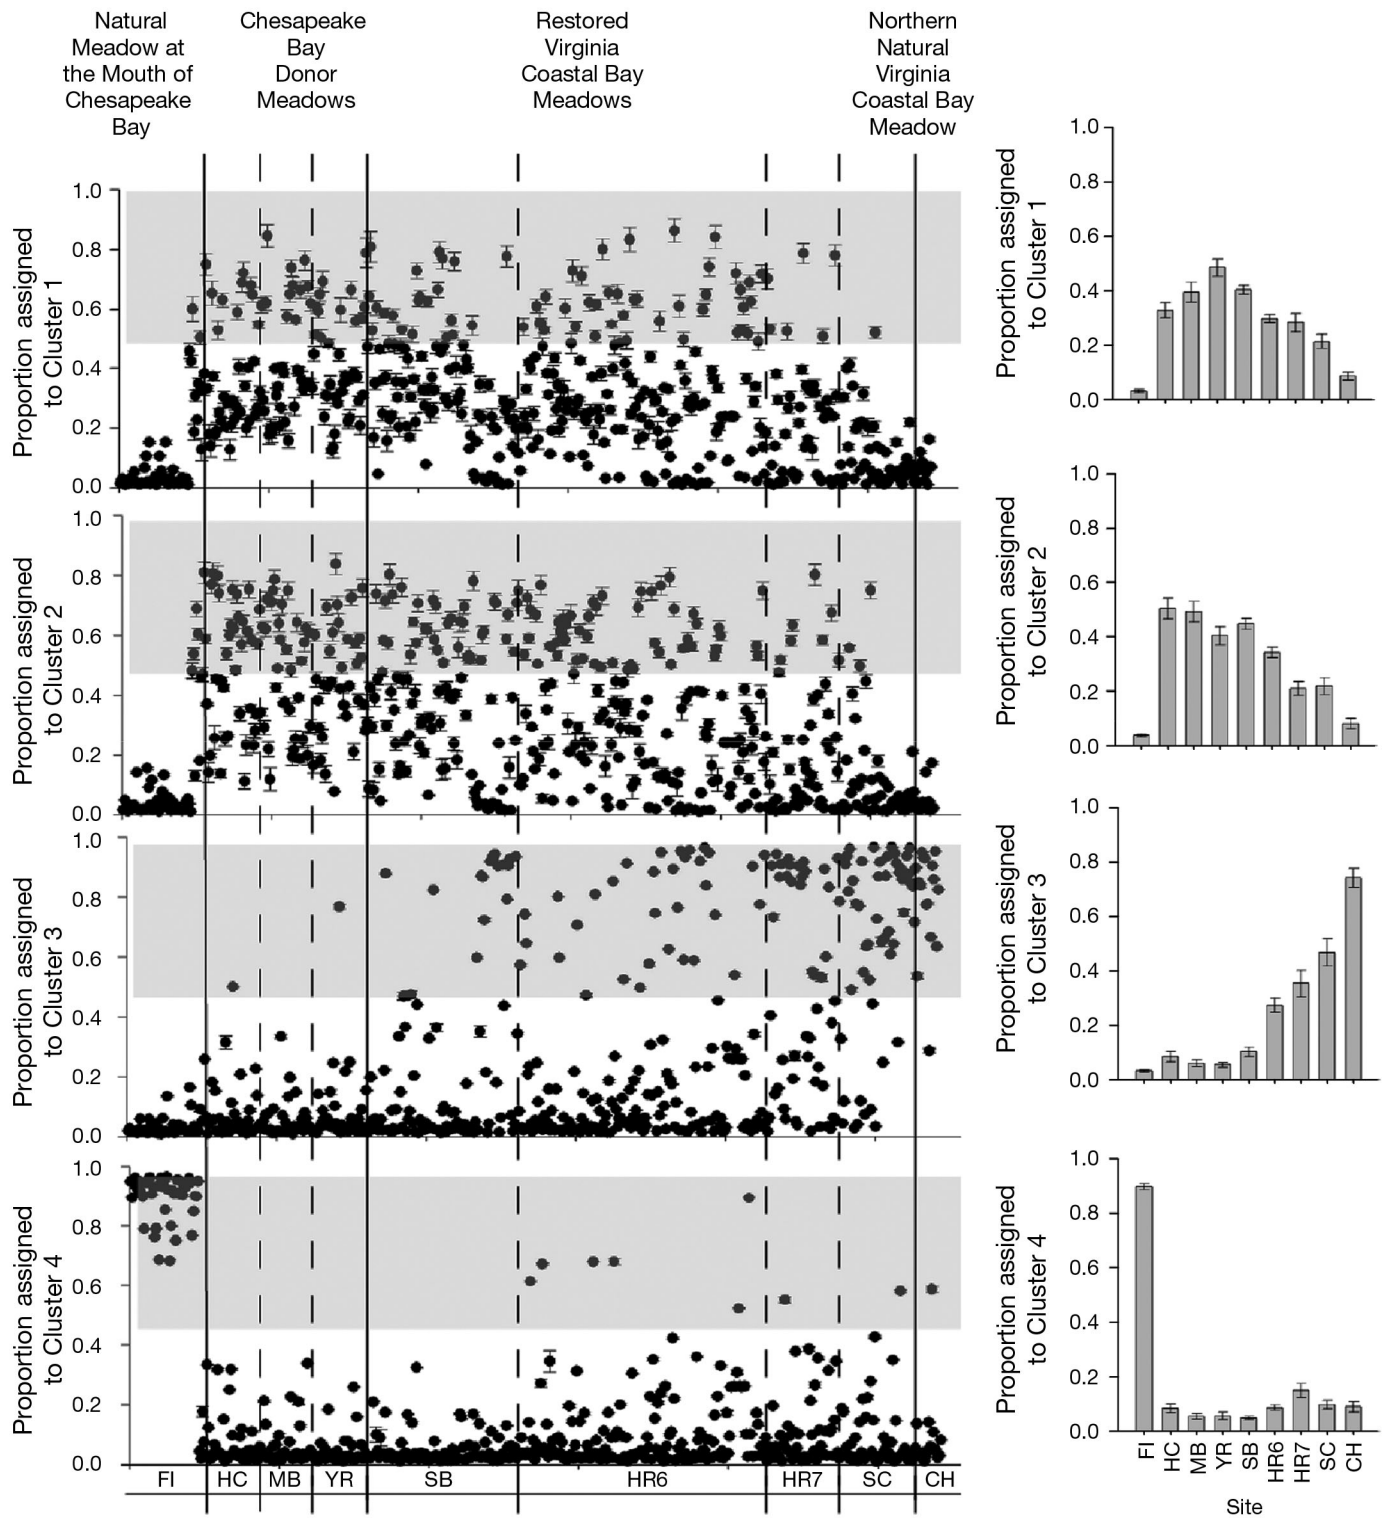 Natural
Meadow at
the Mouth of
Chesapeake
Bay
Chesapeake
Bay
Donor
Meadows
Restored
Virginia
Coastal Bay
Meadows
Northern
Natural
Virginia
Coastal Bay
Meadow
Proportion assigned
to Cluster 1
1.0
0.8
0.6
0.4
0.2
0.0
Proportion assigned
to Cluster 1
1.0
0.8
0.6
0.4
0.2
0.0
Proportion assigned
to Cluster 2
1.0
0.8
0.6
0.4
0.2
0.0
Proportion assigned
to Cluster 2
1.0
0.8
0.6
0.4
0.2
0.0
Proportion assigned
to Cluster 3
1.0
0.8
0.6
0.4
0.2
0.0
Proportion assigned
to Cluster 3
1.0
0.8
0.6
0.4
0.2
0.0
Proportion assigned
to Cluster 4
1.0
0.8
0.6
0.4
0.2
0.0
FI HC MB YR SB HR6 HR7 SC CH
Proportion assigned
to Cluster 4
1.0
0.8
0.6
0.4
0.2
0.0
FI HC MB YR SB HR6 HR7 SC CH
Site